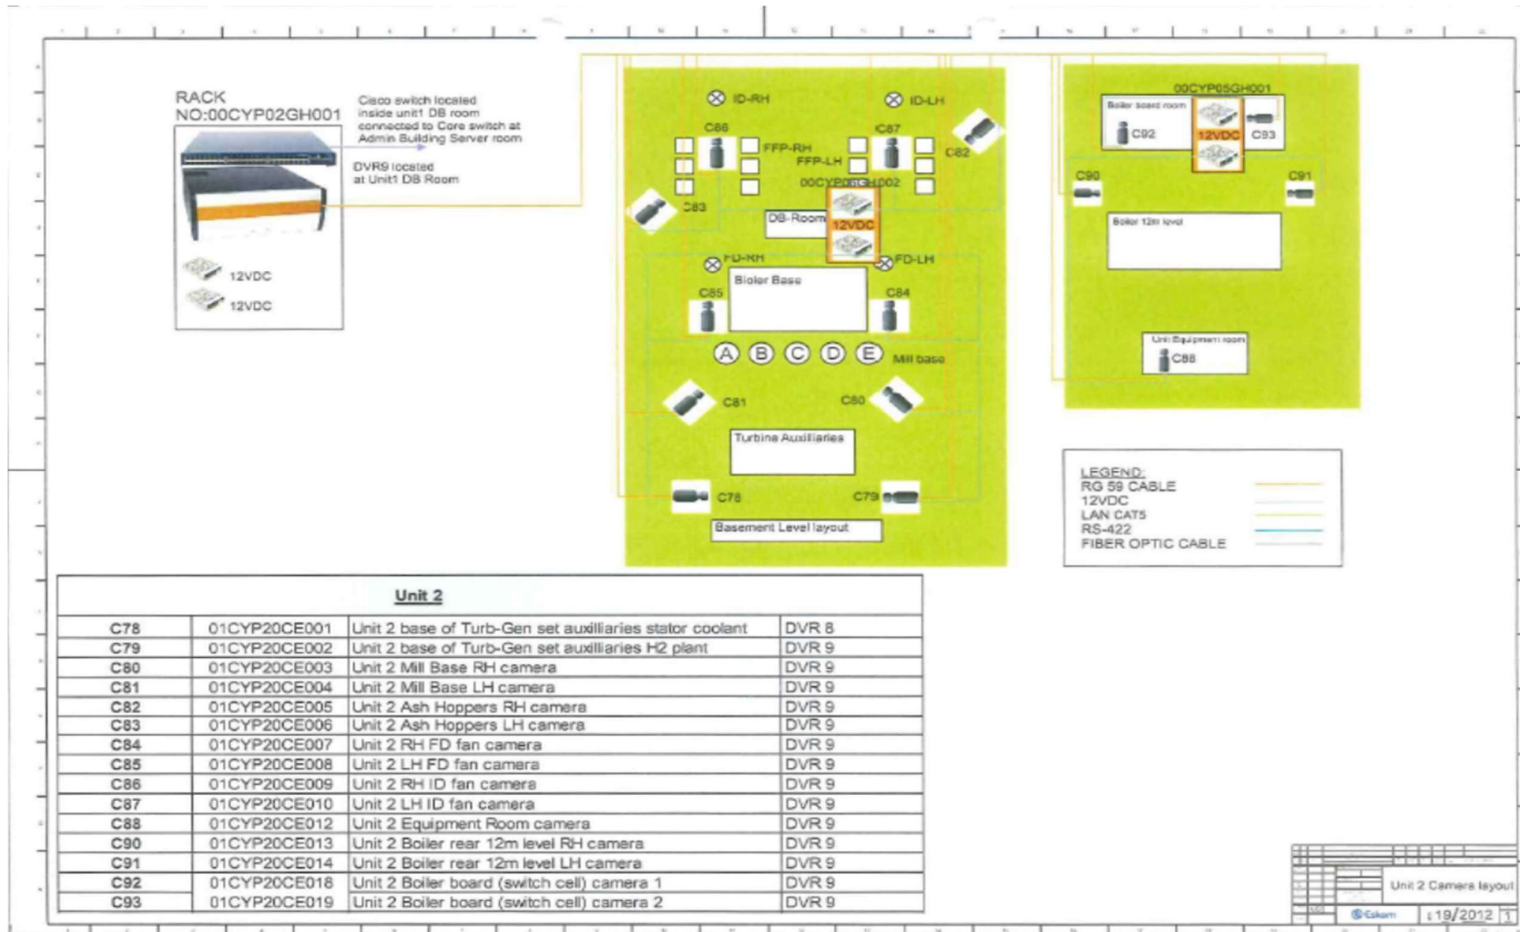 RACK
NO:00CYP02GH001
Cisco switch located
inside unit1 DB room
connected to Core switch at
Admin Building Server room
DVR9 located
at Unit1 DB Room
12VDC
12VDC
ID-RH
ID-LH
C86
C87
C82
FFP-RH
FFP-LH
00CYP06GH002
C83
DB-Room
12VDC
FD-RH
FD-LH
Bioler Base
C85
C84
A B C D E Mill base
C81
C80
Turbine Auxilliaries
C78
C79
Basement Level layout
00CYP05GH001
Boiler board room
C92
12VDC
C93
C90
C91
Boiler 12m level
Unit Equipment room
C88
LEGEND:
RG 59 CABLE
12VDC
LAN CAT5
RS-422
FIBER OPTIC CABLE
Unit 2
C78 01CYP20CE001 Unit 2 base of Turb-Gen set auxilliaries stator coolant DVR 8
C79 01CYP20CE002 Unit 2 base of Turb-Gen set auxilliaries H2 plant DVR 9
C80 01CYP20CE003 Unit 2 Mill Base RH camera DVR 9
C81 01CYP20CE004 Unit 2 Mill Base LH camera DVR 9
C82 01CYP20CE005 Unit 2 Ash Hoppers RH camera DVR 9
C83 01CYP20CE006 Unit 2 Ash Hoppers LH camera DVR 9
C84 01CYP20CE007 Unit 2 RH FD fan camera DVR 9
C85 01CYP20CE008 Unit 2 LH FD fan camera DVR 9
C86 01CYP20CE009 Unit 2 RH ID fan camera DVR 9
C87 01CYP20CE010 Unit 2 LH ID fan camera DVR 9
C88 01CYP20CE012 Unit 2 Equipment Room camera DVR 9
C90 01CYP20CE013 Unit 2 Boiler rear 12m level RH camera DVR 9
C91 01CYP20CE014 Unit 2 Boiler rear 12m level LH camera DVR 9
C92 01CYP20CE018 Unit 2 Boiler board (switch cell) camera 1 DVR 9
C93 01CYP20CE019 Unit 2 Boiler board (switch cell) camera 2 DVR 9
Unit 2 Camera layout
Eskom
19/2012
1